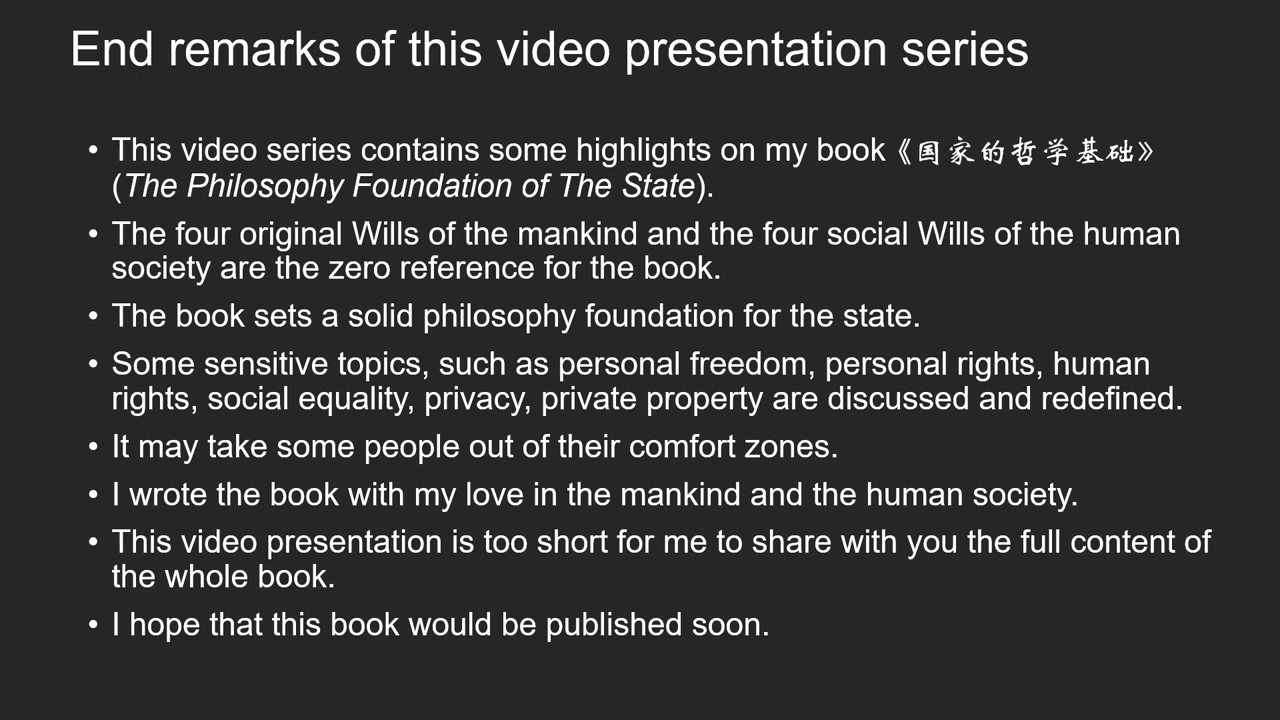 End remarks of this video presentation series
• This video series contains some highlights on my book 《国家的哲学基础》
(The Philosophy Foundation of The State).
• The four original Wills of the mankind and the four social Wills of the human
society are the zero reference for the book.
• The book sets a solid philosophy foundation for the state.
• Some sensitive topics, such as personal freedom, personal rights, human
rights, social equality, privacy, private property are discussed and redefined.
• It may take some people out of their comfort zones.
• I wrote the book with my love in the mankind and the human society.
• This video presentation is too short for me to share with you the full content of
the whole book.
• I hope that this book would be published soon.